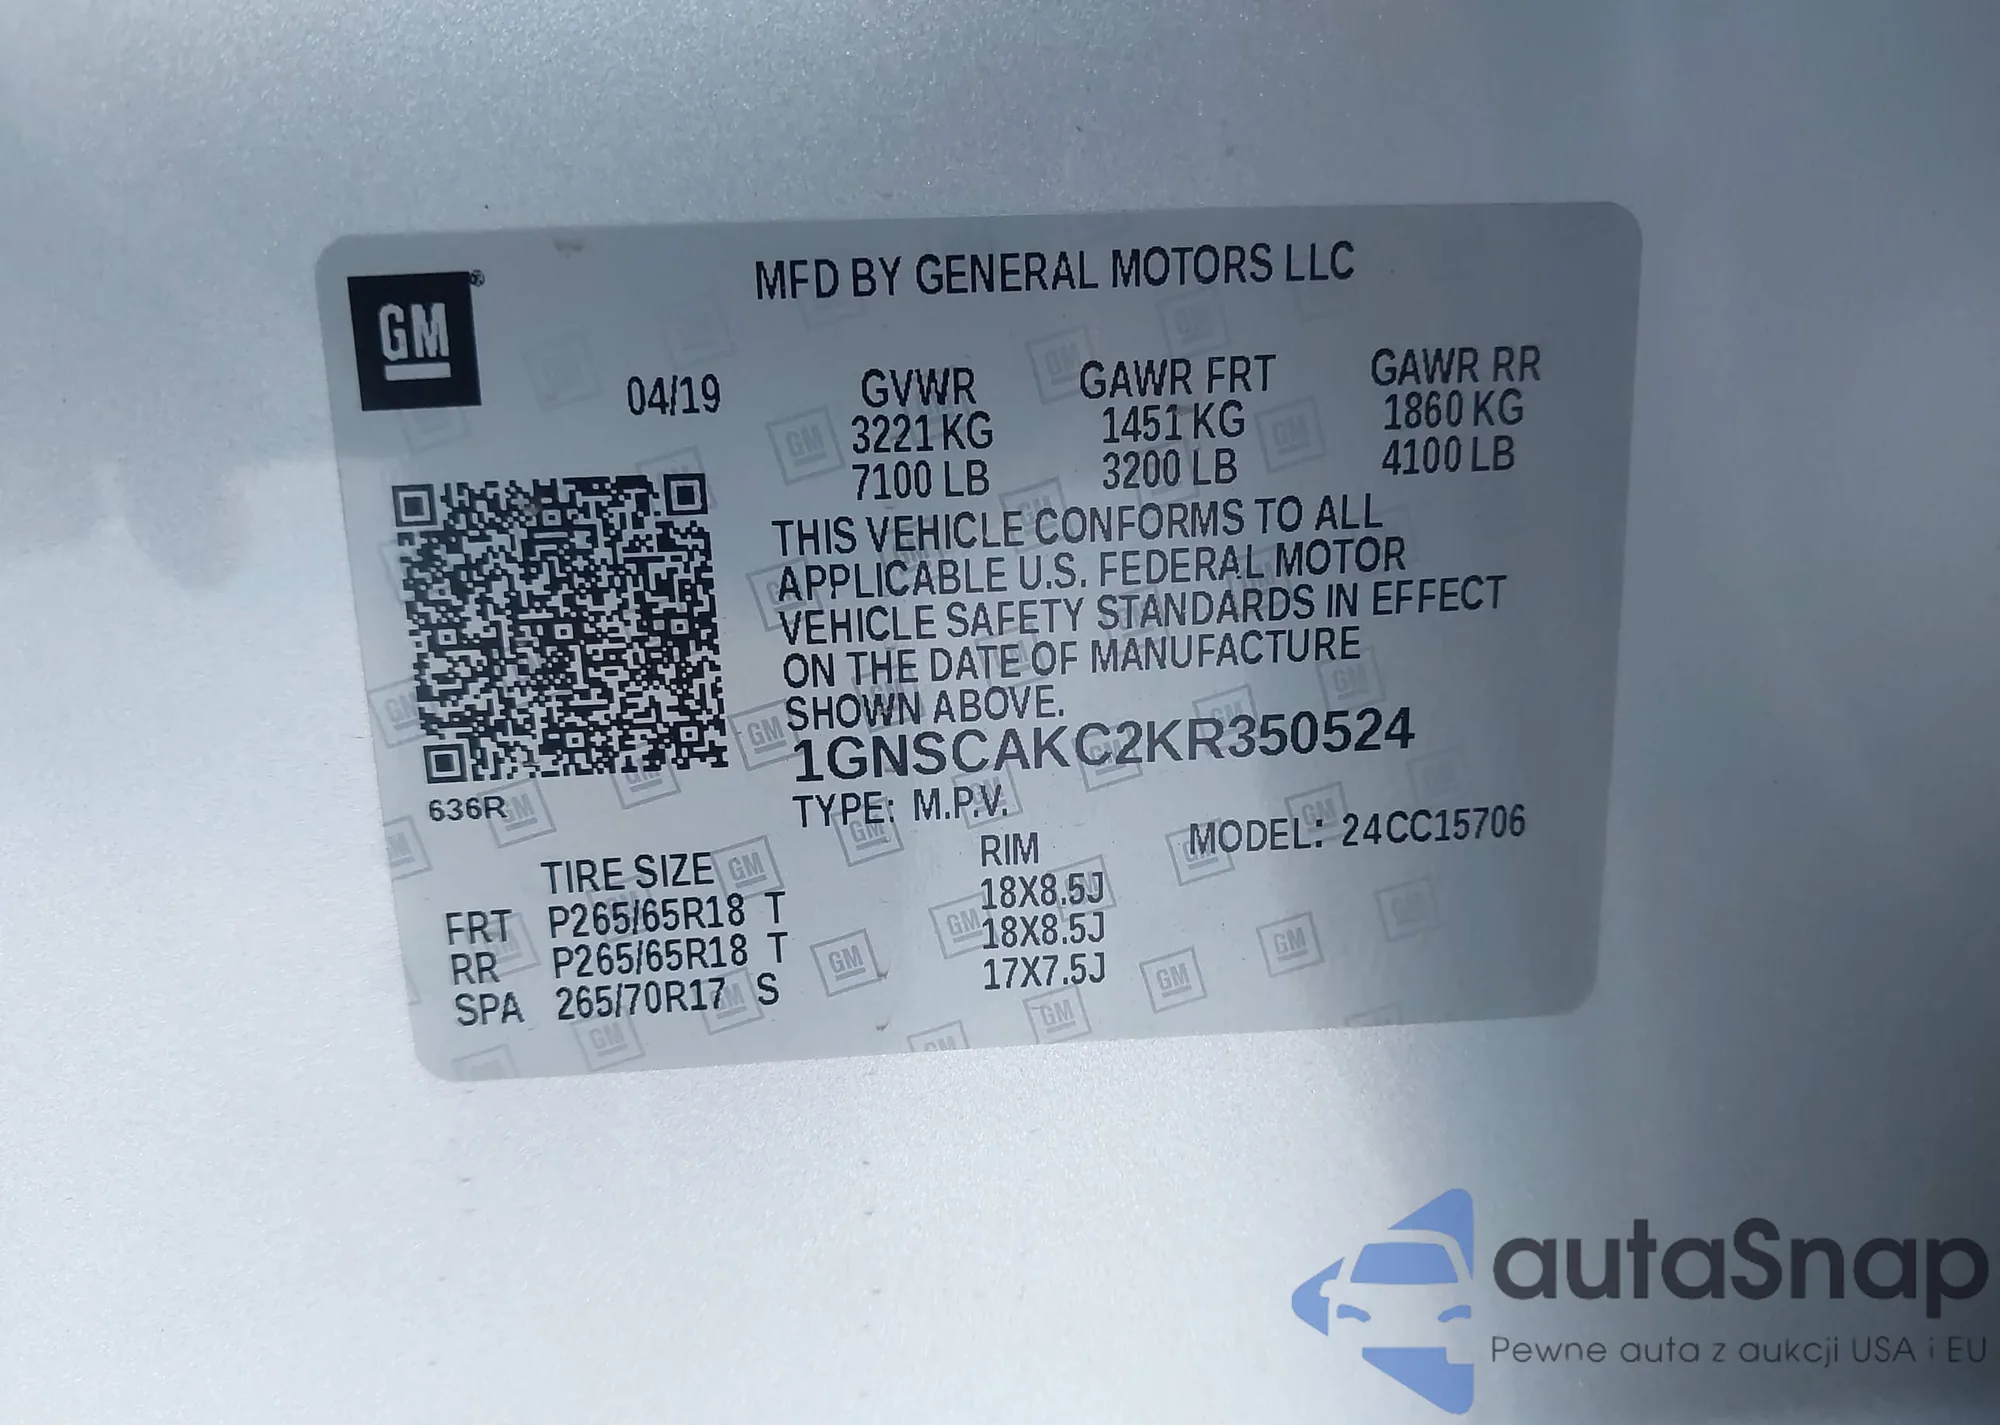 GM®
MFD BY GENERAL MOTORS LLC
04/19
GVWR GAWR FRT GAWR RR
3221 KG 1451 KG 1860 KG
7100 LB 3200 LB 4100 LB
THIS VEHICLE CONFORMS TO ALL
APPLICABLE U.S. FEDERAL MOTOR
VEHICLE SAFETY STANDARDS IN EFFECT
ON THE DATE OF MANUFACTURE
SHOWN ABOVE.
1GNSCAKC2KR350524
636R
TYPE: M.P.V.
MODEL: 24CC15706
TIRE SIZE RIM
FRT P265/65R18 T 18X8.5J
RR P265/65R18 T 18X8.5J
SPA 265/70R17 S 17X7.5J
autaSnap
Pewne auta z aukcji USA i EU